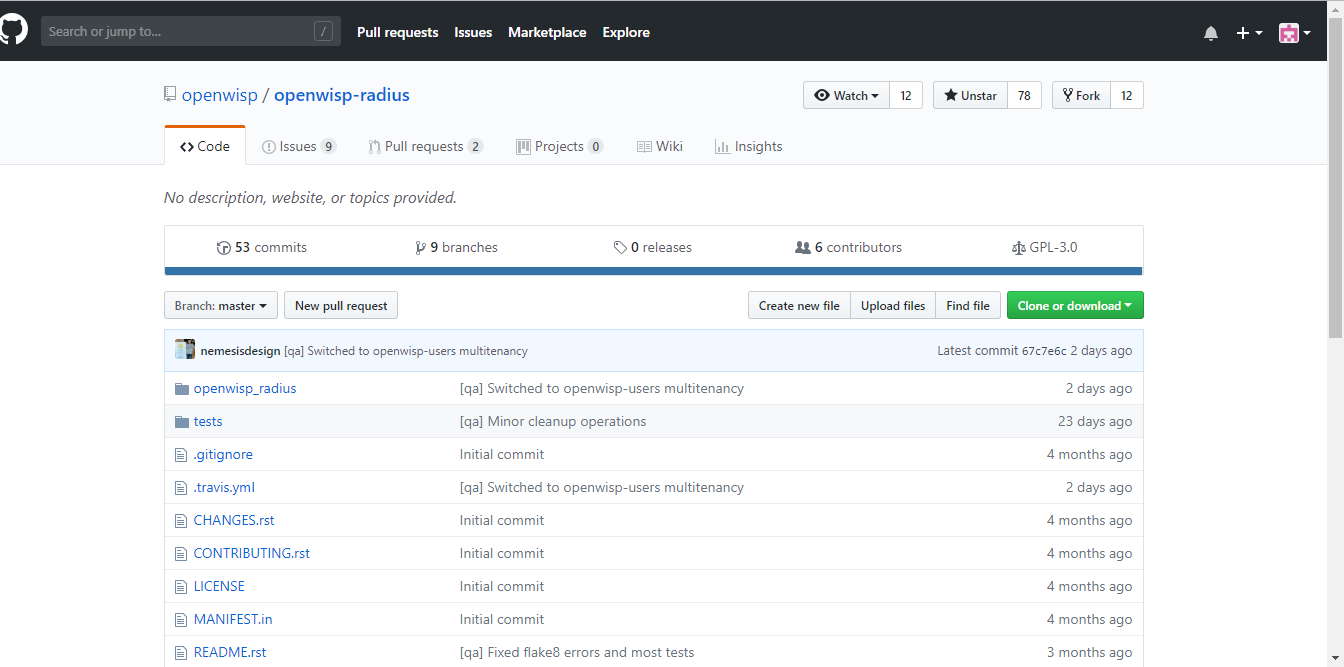 Search or jump to... /
Pull requests Issues Marketplace Explore
openwisp / openwisp-radius
Watch 12 Unstar 78 Fork 12
Code Issues 9 Pull requests 2 Projects 0 Wiki Insights
No description, website, or topics provided.
53 commits 9 branches 0 releases 6 contributors GPL-3.0
Branch: master New pull request Create new file Upload files Find file Clone or download
nemesisdesign [qa] Switched to openwisp-users multitenancy Latest commit 67c7e6c 2 days ago
openwisp_radius [qa] Switched to openwisp-users multitenancy 2 days ago
tests [qa] Minor cleanup operations 23 days ago
.gitignore Initial commit 4 months ago
.travis.yml [qa] Switched to openwisp-users multitenancy 2 days ago
CHANGES.rst Initial commit 4 months ago
CONTRIBUTING.rst Initial commit 4 months ago
LICENSE Initial commit 4 months ago
MANIFEST.in Initial commit 4 months ago
README.rst [qa] Fixed flake8 errors and most tests 3 months ago